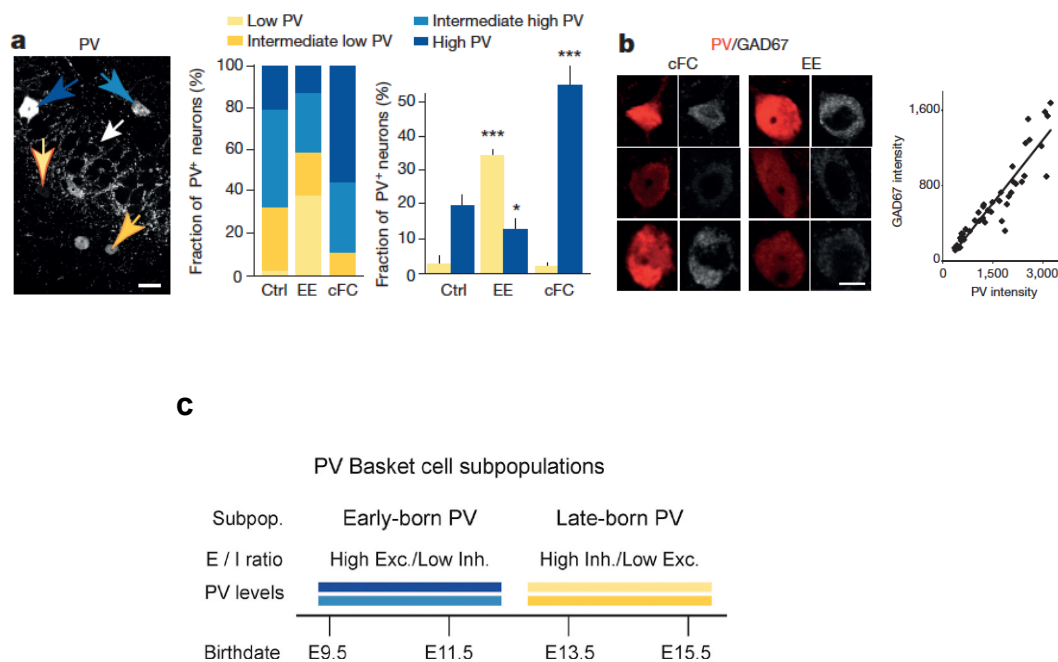 a
PV
Low PV
Intermediate low PV
Intermediate high PV
High PV
Fraction of PV+ neurons (%)
100
80
60
40
20
0
Ctrl EE cFC
Fraction of PV+ neurons (%)
50
40
30
20
10
0
***
*
***
Ctrl EE cFC
b
PV/GAD67
cFC EE
GAD67 intensity
1,600
800
0
0 1,500 3,000
PV intensity
c
PV Basket cell subpopulations
Subpop. Early-born PV Late-born PV
E / I ratio High Exc./Low Inh. High Inh./Low Exc.
PV levels
Birthdate E9.5 E11.5 E13.5 E15.5